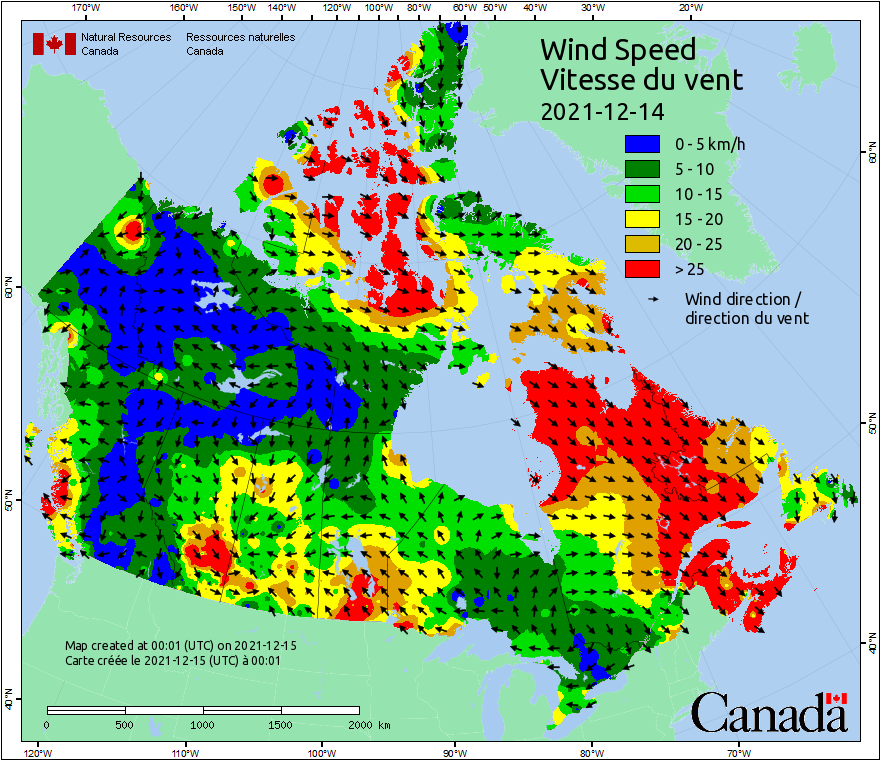 170°W 160°W 150°W 140°W 120°W 100°W 80°W 60°W 50°W 40°W 30°W 20°W
Natural Resources Canada
Ressources naturelles Canada
Wind Speed
Vitesse du vent
2021-12-14
0 - 5 km/h
5 - 10
10 - 15
15 - 20
20 - 25
> 25
Wind direction /
direction du vent
60°N
50°N
40°N
60°N
50°N
40°N
Map created at 00:01 (UTC) on 2021-12-15
Carte créée le 2021-12-15 (UTC) à 00:01
0 500 1000 1500 2000 km
Canada
120°W 110°W 100°W 90°W 80°W 70°W